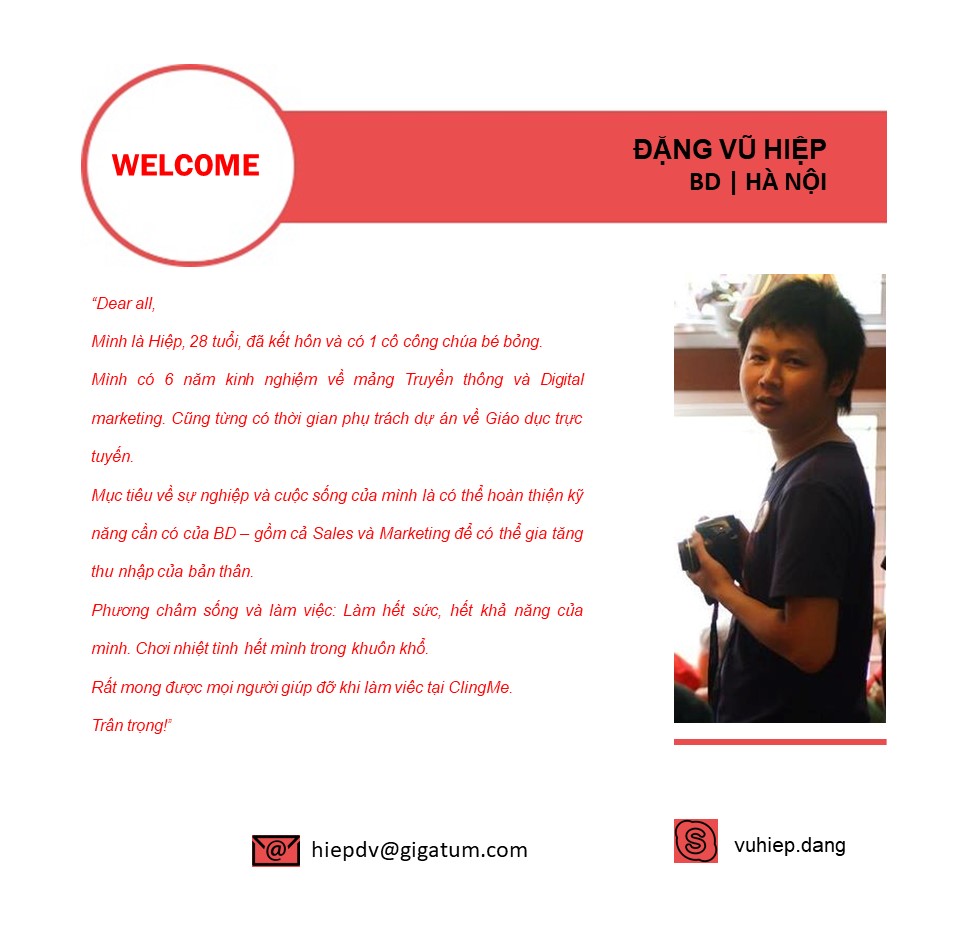 WELCOME
ĐẶNG VŨ HIỆP
BD | HÀ NỘI
“Dear all,
Mình là Hiệp, 28 tuổi, đã kết hôn và có 1 cô công chúa bé bỏng.
Mình có 6 năm kinh nghiệm về mảng Truyền thông và Digital
marketing. Cũng từng có thời gian phụ trách dự án về Giáo dục trực
tuyến.
Mục tiêu về sự nghiệp và cuộc sống của mình là có thể hoàn thiện kỹ
năng cần có của BD – gồm cả Sales và Marketing để có thể gia tăng
thu nhập của bản thân.
Phương châm sống và làm việc: Làm hết sức, hết khả năng của
mình. Chơi nhiệt tình hết mình trong khuôn khổ.
Rất mong được mọi người giúp đỡ khi làm viêc tại ClingMe.
Trân trọng!”
hiepdv@gigatum.com
vuhiep.dang